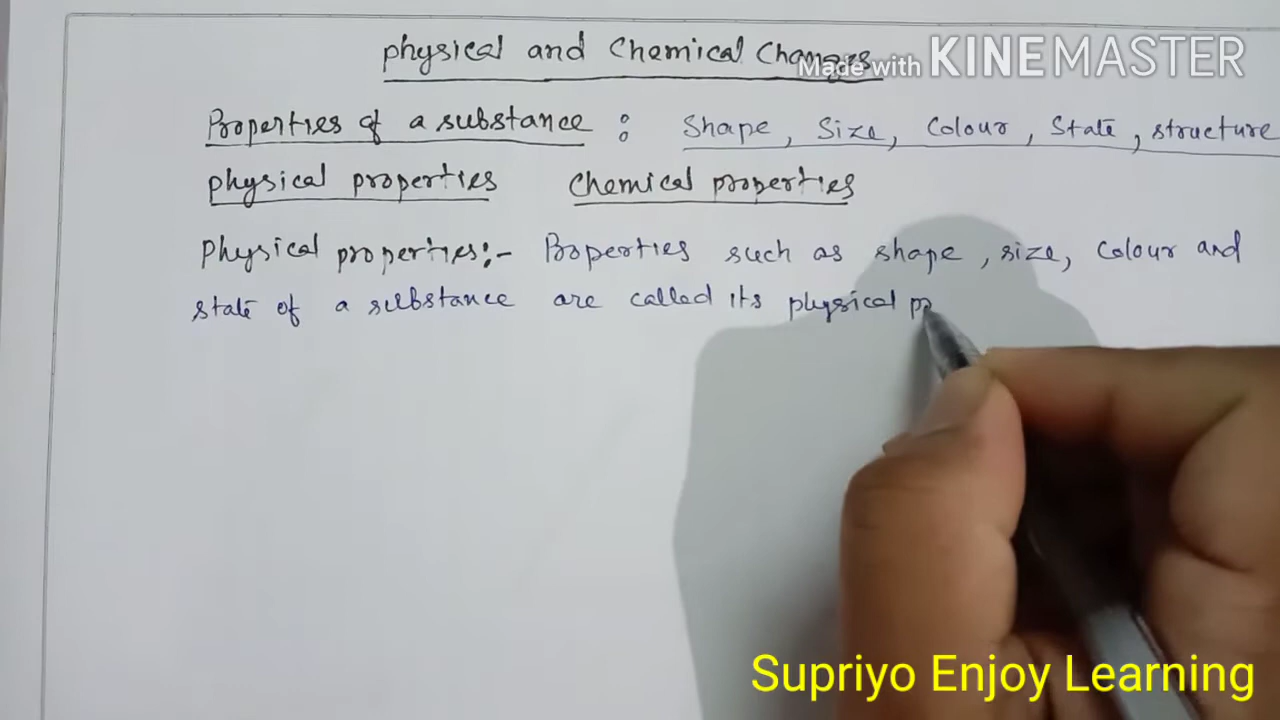 physical and Chemical Changes
Made with KINEMASTER
Properties of a substance : Shape, Size, Colour, State, structure
physical properties Chemical properties
Physical properties:- Properties such as shape, size, colour and
state of a substance are called its physical pr
Supriyo Enjoy Learning